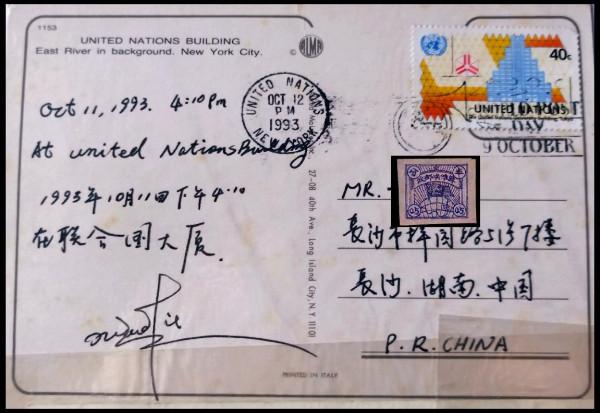 1153
UNITED NATIONS BUILDING
East River in background. New York City.
Oct 11, 1993. 4:10 Pm
At united Nations Building
1993年10月11日下午4:10
在联合国大厦.
PRINTED IN ITALY
27-08 40th Ave., Long Island City, N.Y 11101
UNITED NATIONS
OCT 12
PM
1993
NEW YORK
40c
UNITED NATIONS
DAY
9 OCTOBER
MR.
长沙市
长沙.湖南.中国
P.R. CHINA